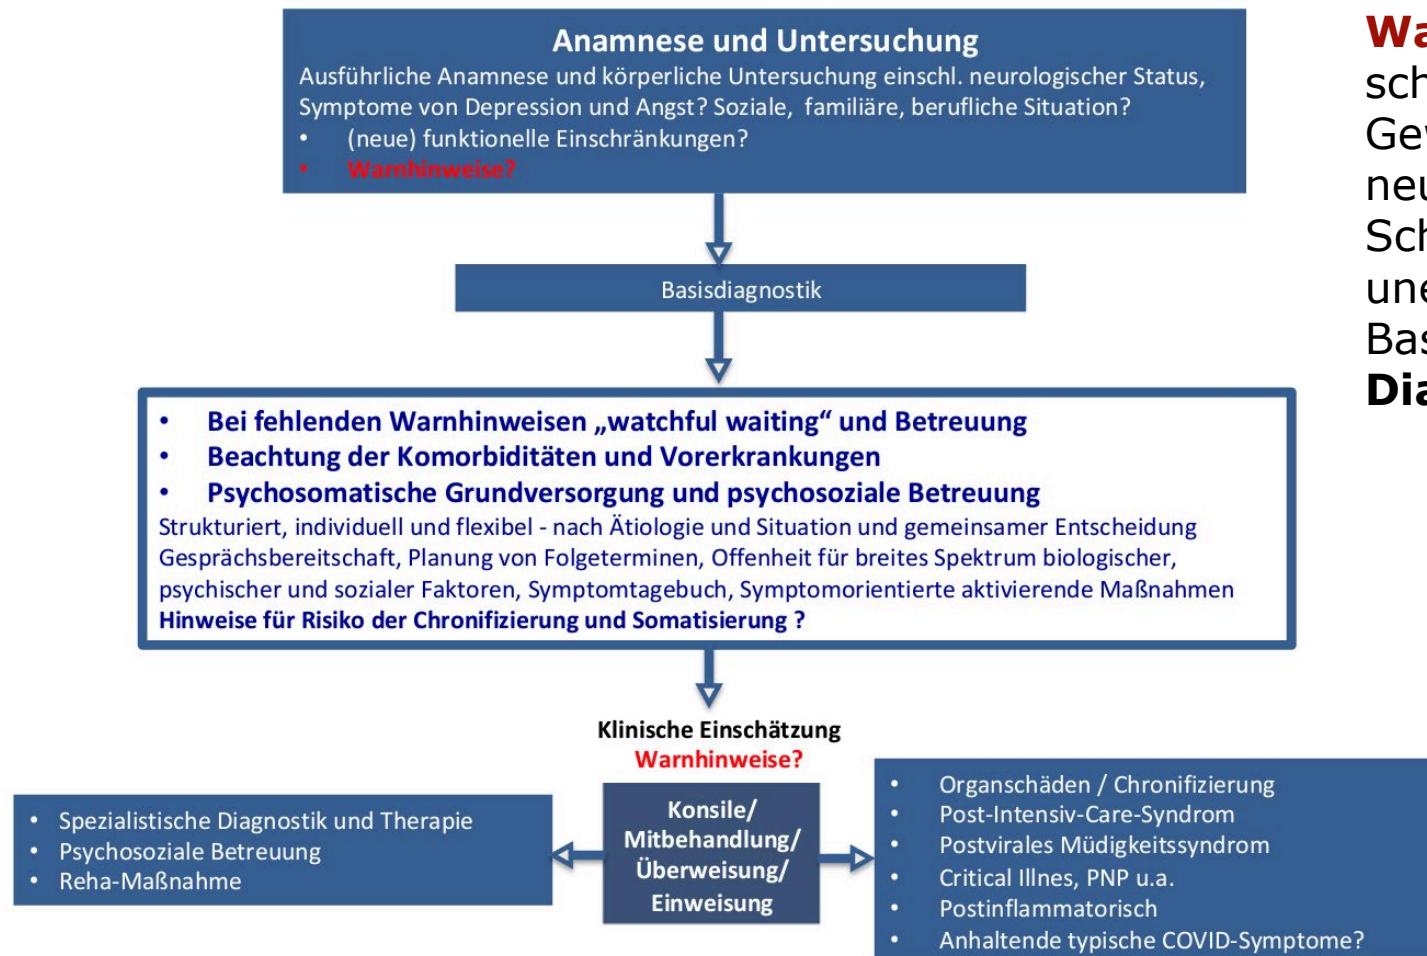 Anamnese und Untersuchung
Ausführliche Anamnese und körperliche Untersuchung einschl. neurologischer Status,
Symptome von Depression und Angst? Soziale, familiäre, berufliche Situation?
• (neue) funktionelle Einschränkungen?
• Warnhinweise?
Basisdiagnostik
• Bei fehlenden Warnhinweisen „watchful waiting“ und Betreuung
• Beachtung der Komorbiditäten und Vorerkrankungen
• Psychosomatische Grundversorgung und psychosoziale Betreuung
Strukturiert, individuell und flexibel - nach Ätiologie und Situation und gemeinsamer Entscheidung
Gesprächsbereitschaft, Planung von Folgeterminen, Offenheit für breites Spektrum biologischer,
psychischer und sozialer Faktoren, Symptomtagebuch, Symptomorientierte aktivierende Maßnahmen
Hinweise für Risiko der Chronifizierung und Somatisierung ?
Klinische Einschätzung
Warnhinweise?
• Spezialistische Diagnostik und Therapie
• Psychosoziale Betreuung
• Reha-Maßnahme
Konsile/
Mitbehandlung/
Überweisung/
Einweisung
• Organschäden / Chronifizierung
• Post-Intensiv-Care-Syndrom
• Postvirales Müdigkeitssyndrom
• Critical Illnes, PNP u.a.
• Postinflammatorisch
• Anhaltende typische COVID-Symptome?